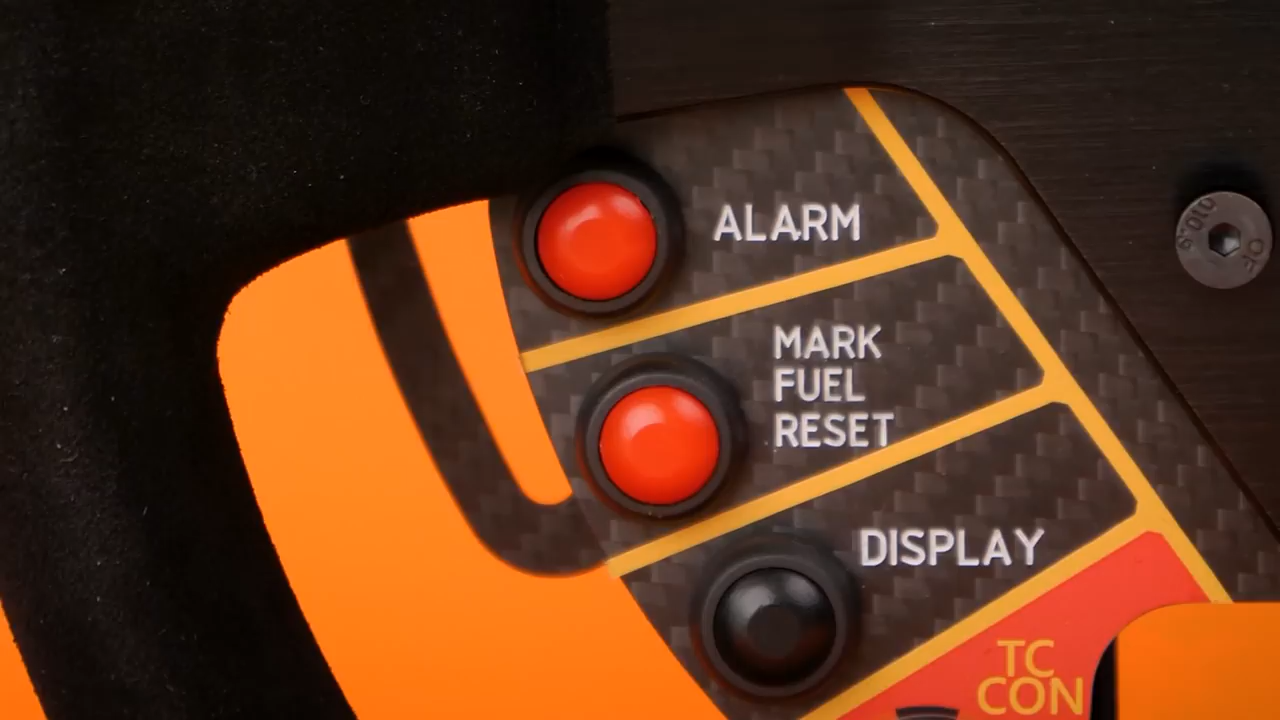 ALARM
MARK
FUEL
RESET
DISPLAY
TC
CON